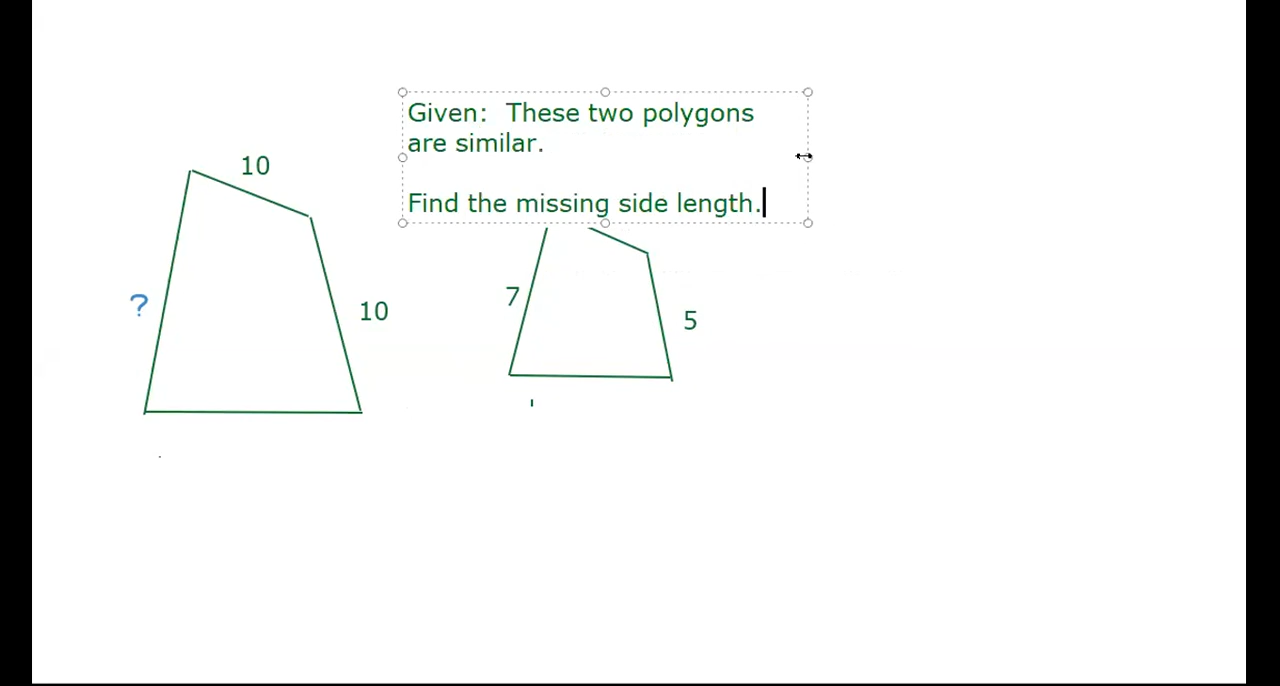 Given: These two polygons
are similar.
Find the missing side length.
10
?
10
7
5